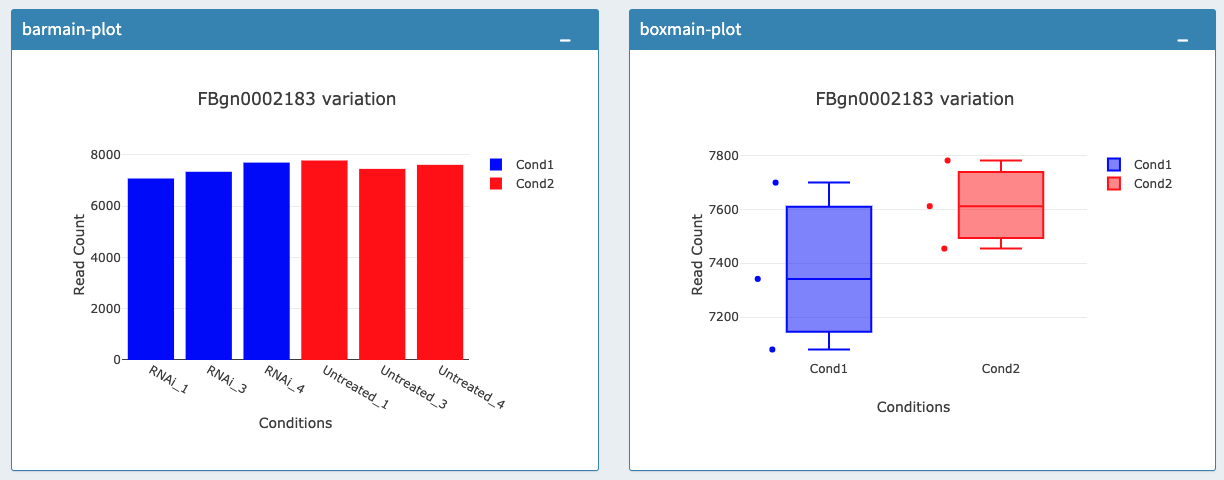 barmain-plot
FBgn0002183 variation
8000
6000
4000
2000
0
Read Count
RNAi_1
RNAi_3
RNAi_4
Untreated_1
Untreated_3
Untreated_4
Conditions
Cond1
Cond2
boxmain-plot
FBgn0002183 variation
7800
7600
7400
7200
Read Count
Cond1
Cond2
Conditions
Cond1
Cond2